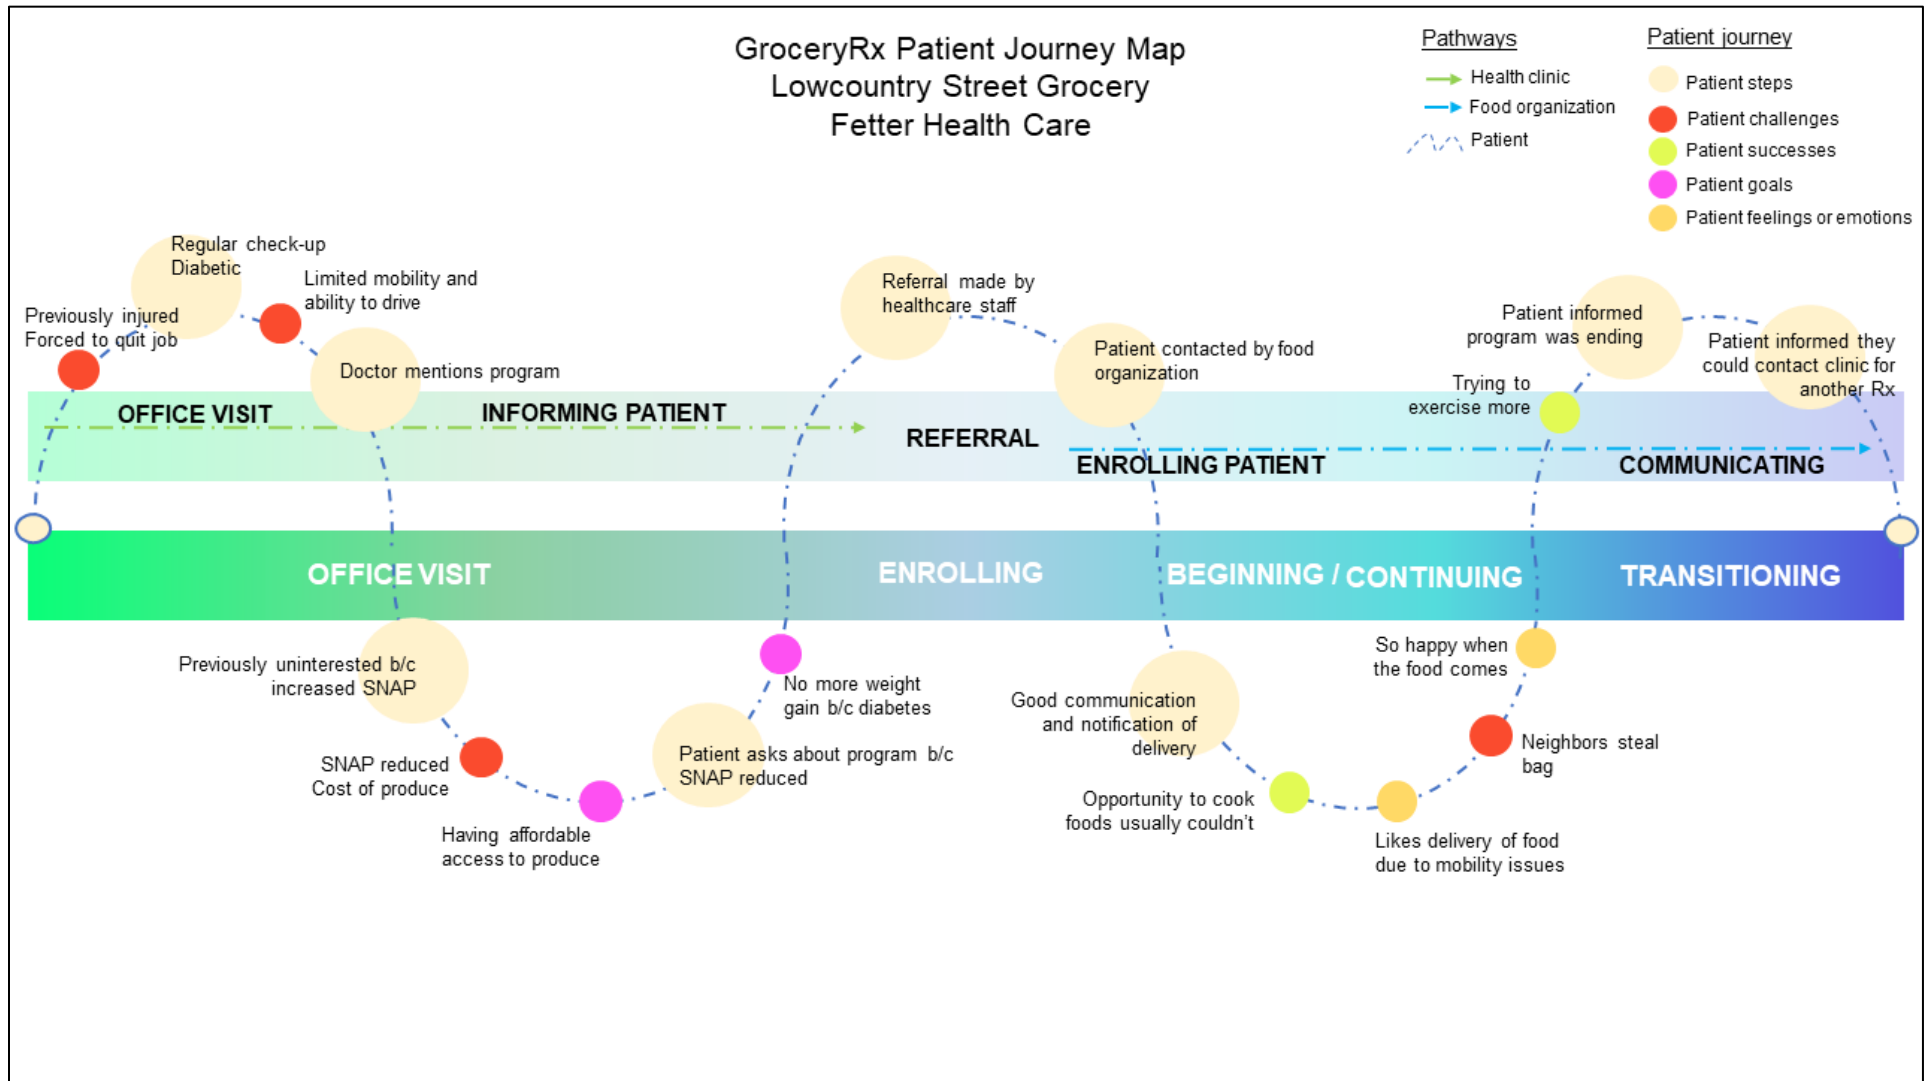 GroceryRx Patient Journey Map
Lowcountry Street Grocery
Fetter Health Care
Pathways
Health clinic
Food organization
Patient
Patient journey
Patient steps
Patient challenges
Patient successes
Patient goals
Patient feelings or emotions
Previously injured
Forced to quit job
Regular check-up
Diabetic
Limited mobility and
ability to drive
Doctor mentions program
Referral made by
healthcare staff
Patient contacted by food
organization
Trying to
exercise more
Patient informed
program was ending
Patient informed they
could contact clinic for
another Rx
OFFICE VISIT
INFORMING PATIENT
REFERRAL
ENROLLING PATIENT
COMMUNICATING
OFFICE VISIT
ENROLLING
BEGINNING / CONTINUING
TRANSITIONING
Previously uninterested b/c
increased SNAP
SNAP reduced
Cost of produce
Having affordable
access to produce
Patient asks about program b/c
SNAP reduced
No more weight
gain b/c diabetes
Good communication
and notification of
delivery
Opportunity to cook
foods usually couldn't
Likes delivery of food
due to mobility issues
Neighbors steal
bag
So happy when
the food comes